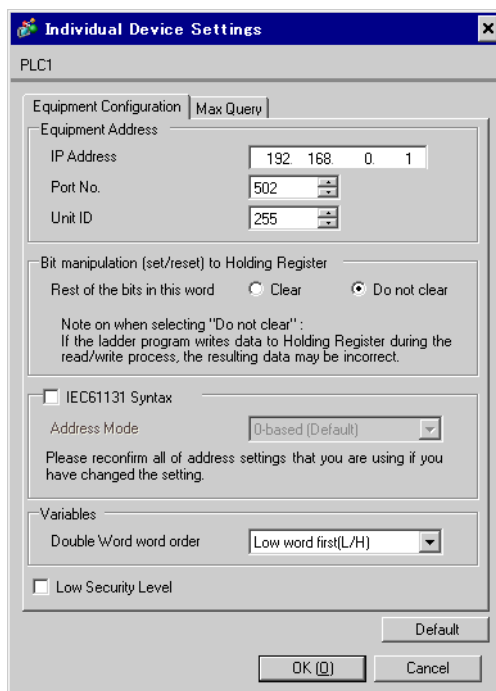 Individual Device Settings
PLC1
Equipment Configuration Max Query
Equipment Address
IP Address 192. 168. 0. 1
Port No. 502
Unit ID 255
Bit manipulation (set/reset) to Holding Register
Rest of the bits in this word Clear Do not clear
Note on when selecting "Do not clear" :
If the ladder program writes data to Holding Register during the
read/write process, the resulting data may be incorrect.
IEC61131 Syntax
Address Mode 0-based (Default)
Please reconfirm all of address settings that you are using if you
have changed the setting.
Variables
Double Word word order Low word first(L/H)
Low Security Level
Default
OK (O) Cancel